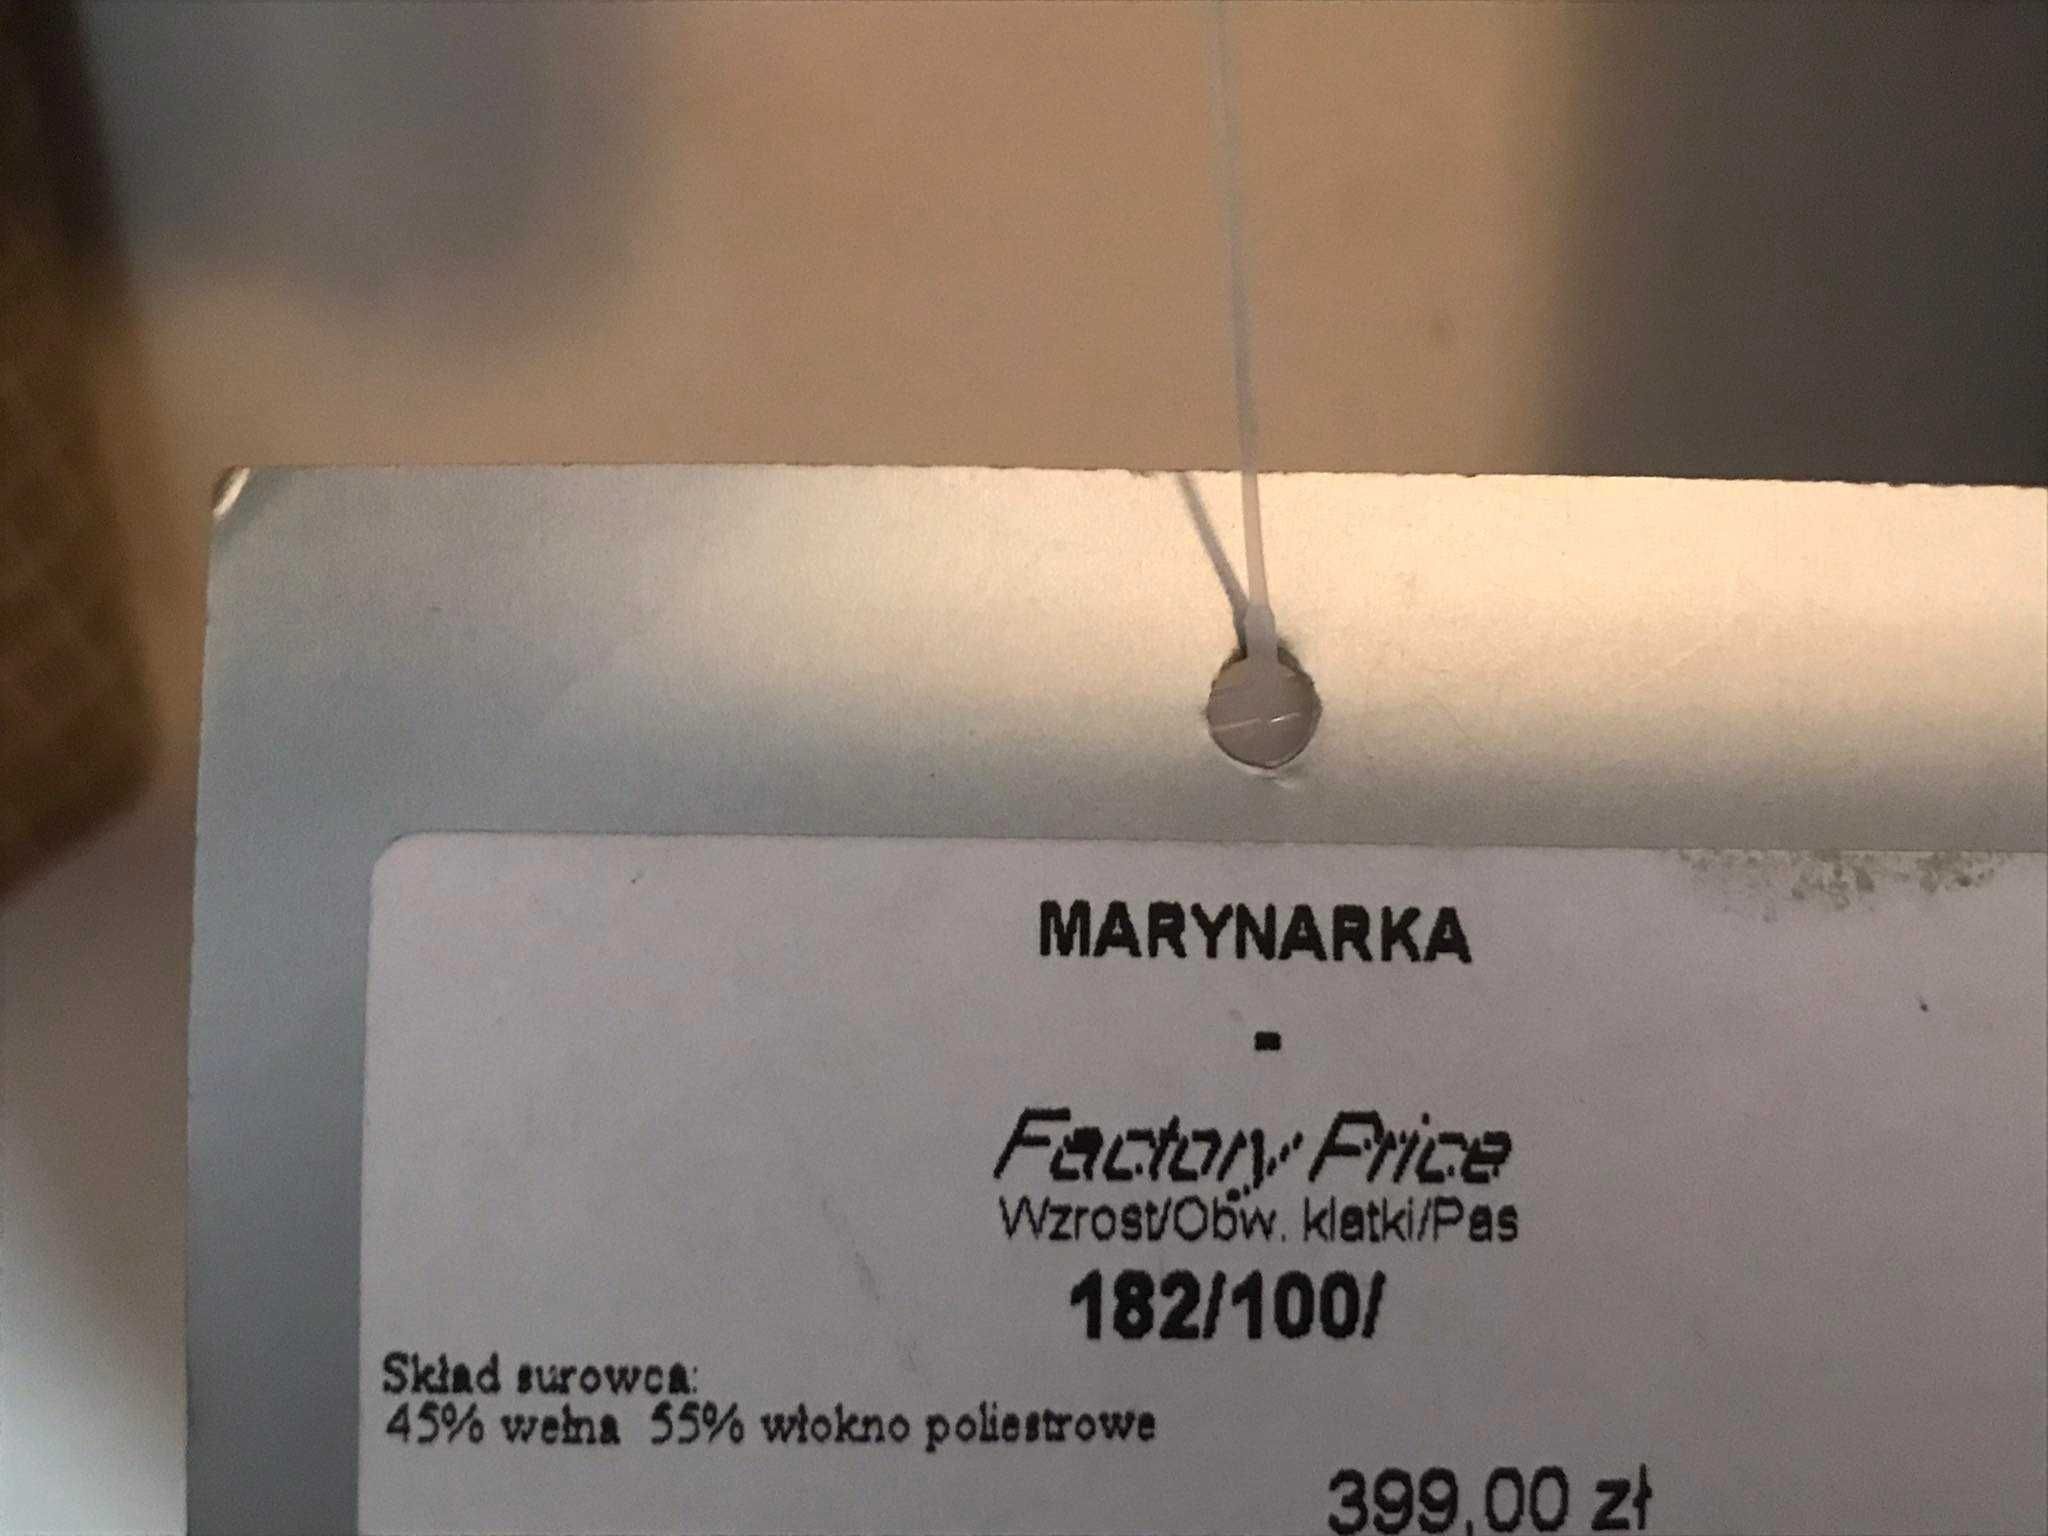 MARYNARKA
-
Factory Price
Wzrost/Obw. klatki/Pas
182/100/
Skład surowca:
45% wełna 55% włokno poliestrowe
399,00 zł